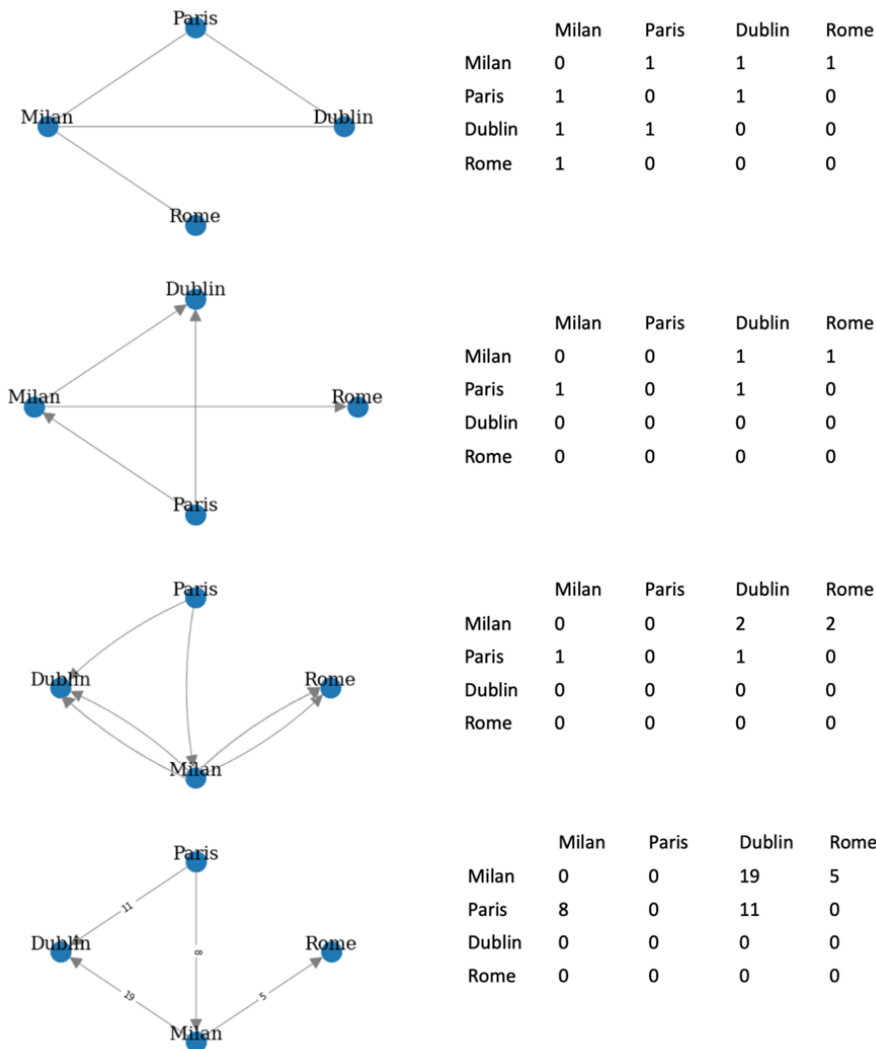 Paris
Milan Dublin
Rome
Milan Paris Dublin Rome
Milan 0 1 1 1
Paris 1 0 1 0
Dublin 1 1 0 0
Rome 1 0 0 0
Dublin
Milan Rome
Paris
Milan Paris Dublin Rome
Milan 0 0 1 1
Paris 1 0 1 0
Dublin 0 0 0 0
Rome 0 0 0 0
Paris
Dublin Rome
Milan
Milan Paris Dublin Rome
Milan 0 0 2 2
Paris 1 0 1 0
Dublin 0 0 0 0
Rome 0 0 0 0
Paris
11
Dublin 8 Rome
19 5
Milan
Milan Paris Dublin Rome
Milan 0 0 19 5
Paris 8 0 11 0
Dublin 0 0 0 0
Rome 0 0 0 0